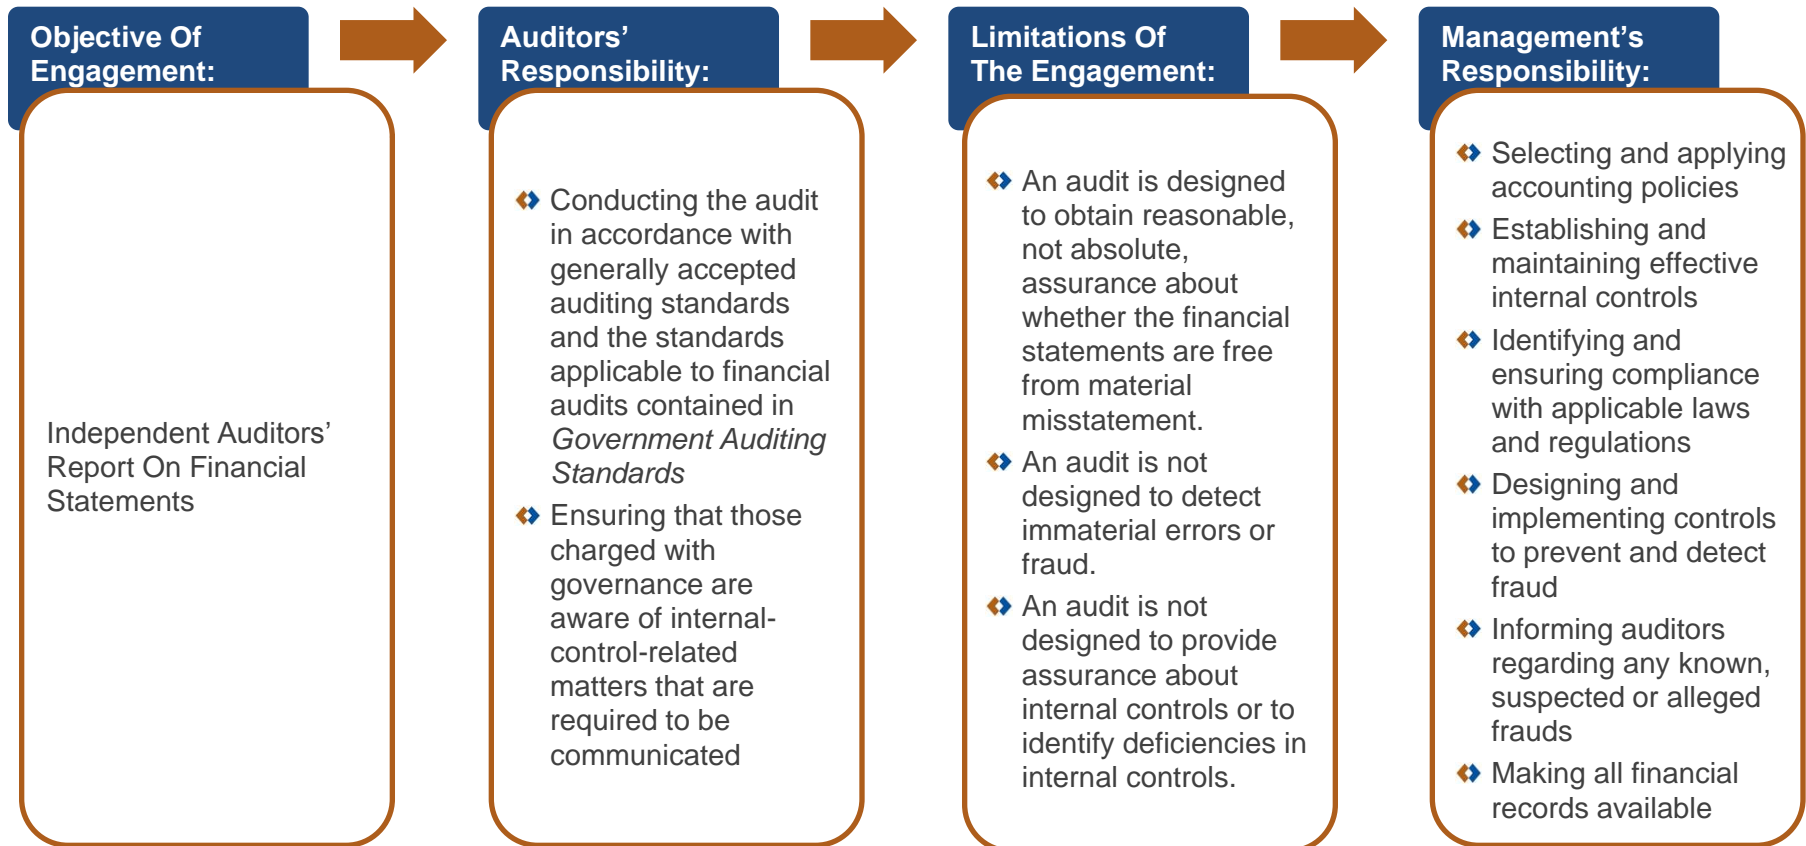 Objective Of
Engagement:
Independent Auditors’
Report On Financial
Statements
Auditors’
Responsibility:
Conducting the audit
in accordance with
generally accepted
auditing standards
and the standards
applicable to financial
audits contained in
Government Auditing
Standards
Ensuring that those
charged with
governance are
aware of internal-
control-related
matters that are
required to be
communicated
Limitations Of
The Engagement:
An audit is designed
to obtain reasonable,
not absolute,
assurance about
whether the financial
statements are free
from material
misstatement.
An audit is not
designed to detect
immaterial errors or
fraud.
An audit is not
designed to provide
assurance about
internal controls or to
identify deficiencies in
internal controls.
Management’s
Responsibility:
Selecting and applying
accounting policies
Establishing and
maintaining effective
internal controls
Identifying and
ensuring compliance
with applicable laws
and regulations
Designing and
implementing controls
to prevent and detect
fraud
Informing auditors
regarding any known,
suspected or alleged
frauds
Making all financial
records available